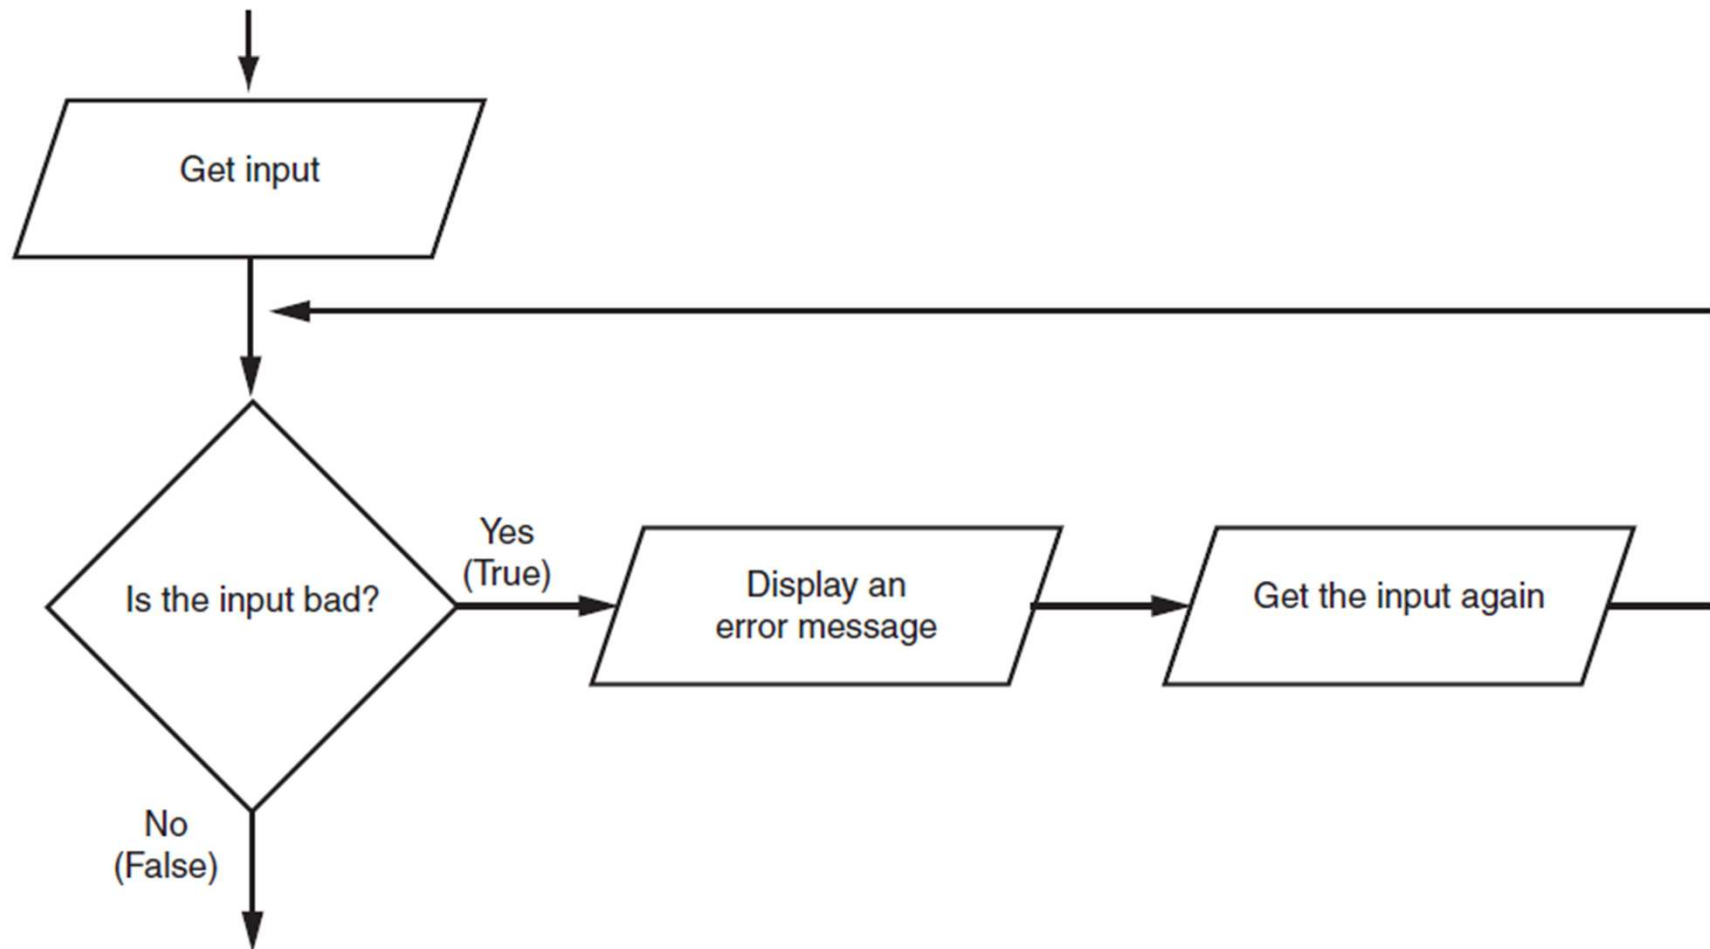 Get input
Is the input bad?
Yes
(True)
Display an
error message
Get the input again
No
(False)